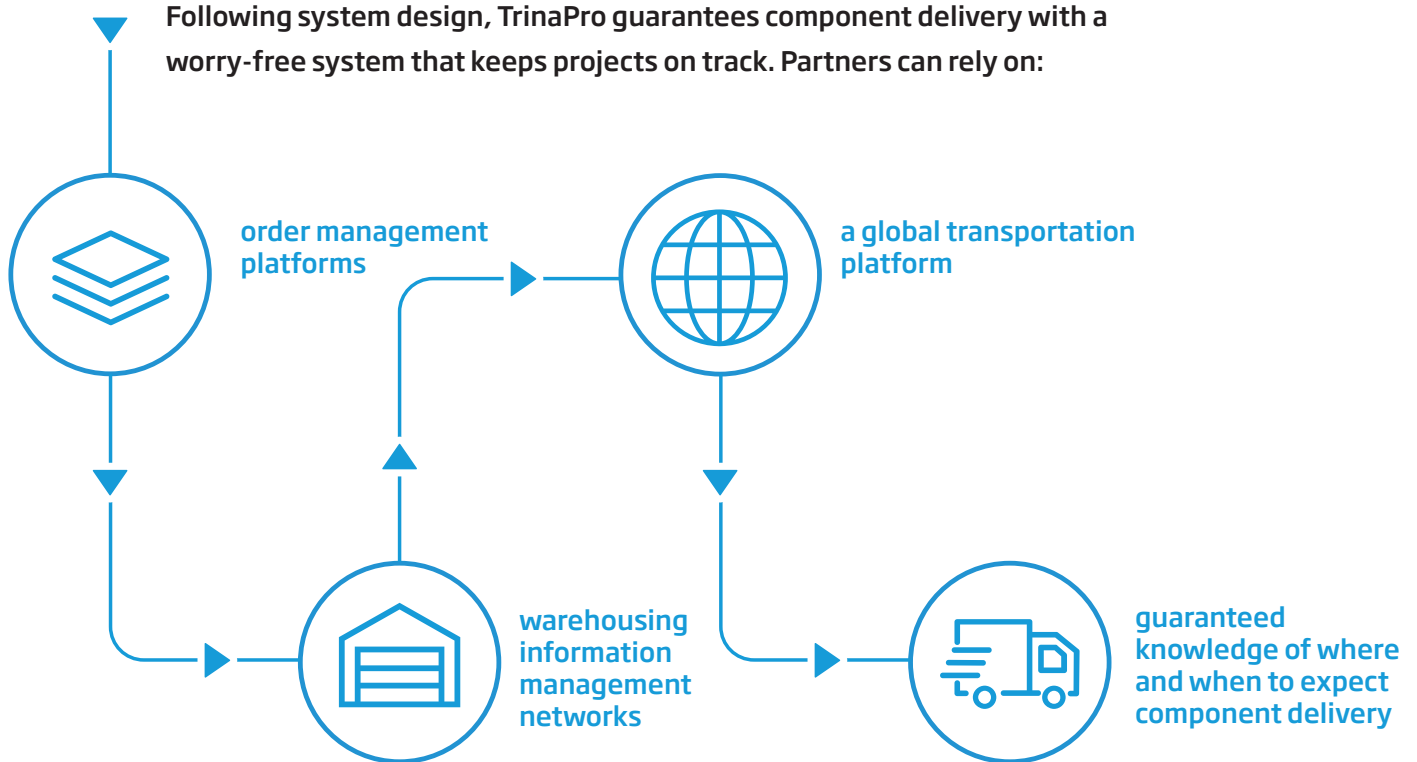 Following system design, TrinaPro guarantees component delivery with a
worry-free system that keeps projects on track. Partners can rely on:
order management
platforms
a global transportation
platform
warehousing
information
management
networks
guaranteed
knowledge of where
and when to expect
component delivery